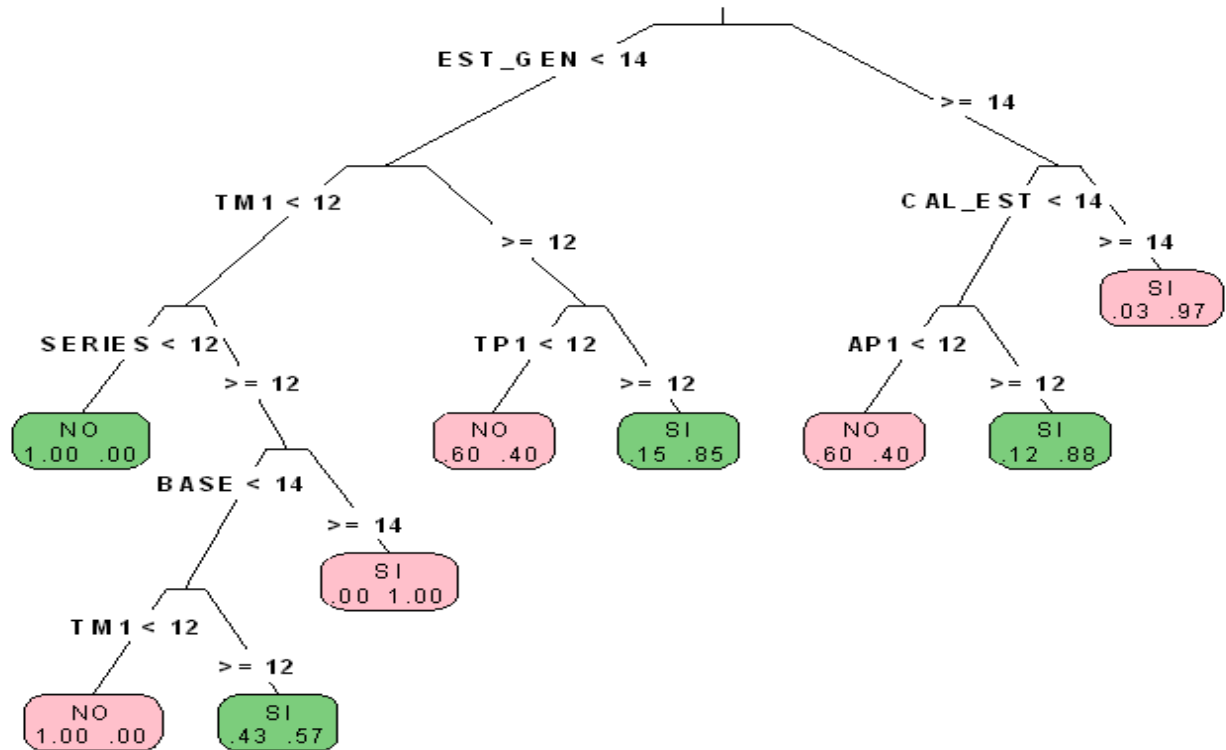 EST_GEN < 14
>= 14
TM1 < 12
CAL_EST < 14
>= 12
>= 14
SI
.03 .97
SERIES < 12
TP1 < 12
AP1 < 12
>= 12
>= 12
>= 12
NO
1.00 .00
NO
.60 .40
SI
.15 .85
NO
.60 .40
SI
.12 .88
BASE < 14
>= 14
SI
.00 1.00
TM1 < 12
>= 12
NO
1.00 .00
SI
.43 .57